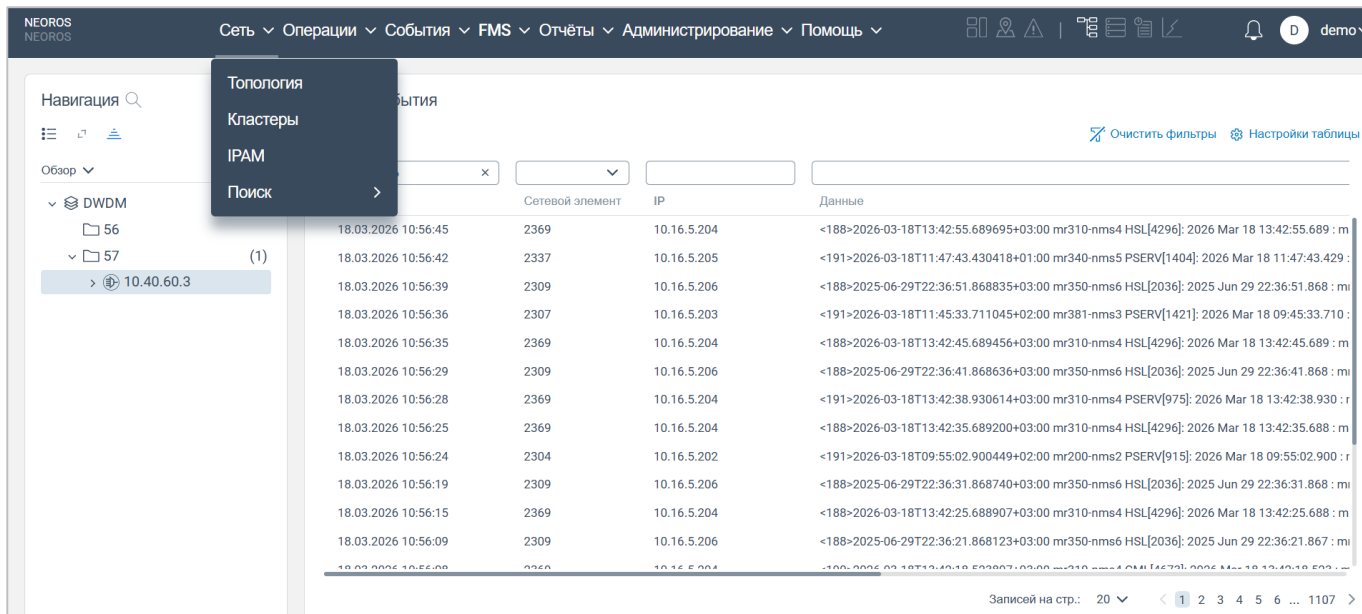 NEOROS
NEOROS
Сеть Операции События FMS Отчёты Администрирование Помощь
D demo
Топология
Кластеры
IPAM
Поиск
Навигация
бытия
Очистить фильтры Настройки таблицы
Обзор
Сетевой элемент IP Данные
DWDM
56
57 (1)
10.40.60.3
18.03.2026 10:56:45 2369 10.16.5.204 <188>2026-03-18T13:42:55.689695+03:00 mr310-nms4 HSL[4296]: 2026 Mar 18 13:42:55.689 : m
18.03.2026 10:56:42 2337 10.16.5.205 <191>2026-03-18T11:47:43.430418+01:00 mr340-nms5 PSERV[1404]: 2026 Mar 18 11:47:43.429 :
18.03.2026 10:56:39 2309 10.16.5.206 <188>2025-06-29T22:36:51.868835+03:00 mr350-nms6 HSL[2036]: 2025 Jun 29 22:36:51.868 : m
18.03.2026 10:56:36 2307 10.16.5.203 <191>2026-03-18T11:45:33.711045+02:00 mr381-nms3 PSERV[1421]: 2026 Mar 18 09:45:33.710 :
18.03.2026 10:56:35 2369 10.16.5.204 <188>2026-03-18T13:42:45.689456+03:00 mr310-nms4 HSL[4296]: 2026 Mar 18 13:42:45.689 : m
18.03.2026 10:56:29 2309 10.16.5.206 <188>2025-06-29T22:36:41.868636+03:00 mr350-nms6 HSL[2036]: 2025 Jun 29 22:36:41.868 : m
18.03.2026 10:56:28 2369 10.16.5.204 <191>2026-03-18T13:42:38.930614+03:00 mr310-nms4 PSERV[975]: 2026 Mar 18 13:42:38.930 :
18.03.2026 10:56:25 2369 10.16.5.204 <188>2026-03-18T13:42:35.689200+03:00 mr310-nms4 HSL[4296]: 2026 Mar 18 13:42:35.688 : m
18.03.2026 10:56:24 2304 10.16.5.202 <191>2026-03-18T09:55:02.900449+02:00 mr200-nms2 PSERV[915]: 2026 Mar 18 09:55:02.900 :
18.03.2026 10:56:19 2309 10.16.5.206 <188>2025-06-29T22:36:31.868740+03:00 mr350-nms6 HSL[2036]: 2025 Jun 29 22:36:31.868 : m
18.03.2026 10:56:15 2369 10.16.5.204 <188>2026-03-18T13:42:25.688907+03:00 mr310-nms4 HSL[4296]: 2026 Mar 18 13:42:25.688 : m
18.03.2026 10:56:09 2309 10.16.5.206 <188>2025-06-29T22:36:21.868123+03:00 mr350-nms6 HSL[2036]: 2025 Jun 29 22:36:21.867 : m
Записей на стр.: 20 1 2 3 4 5 6 ... 1107